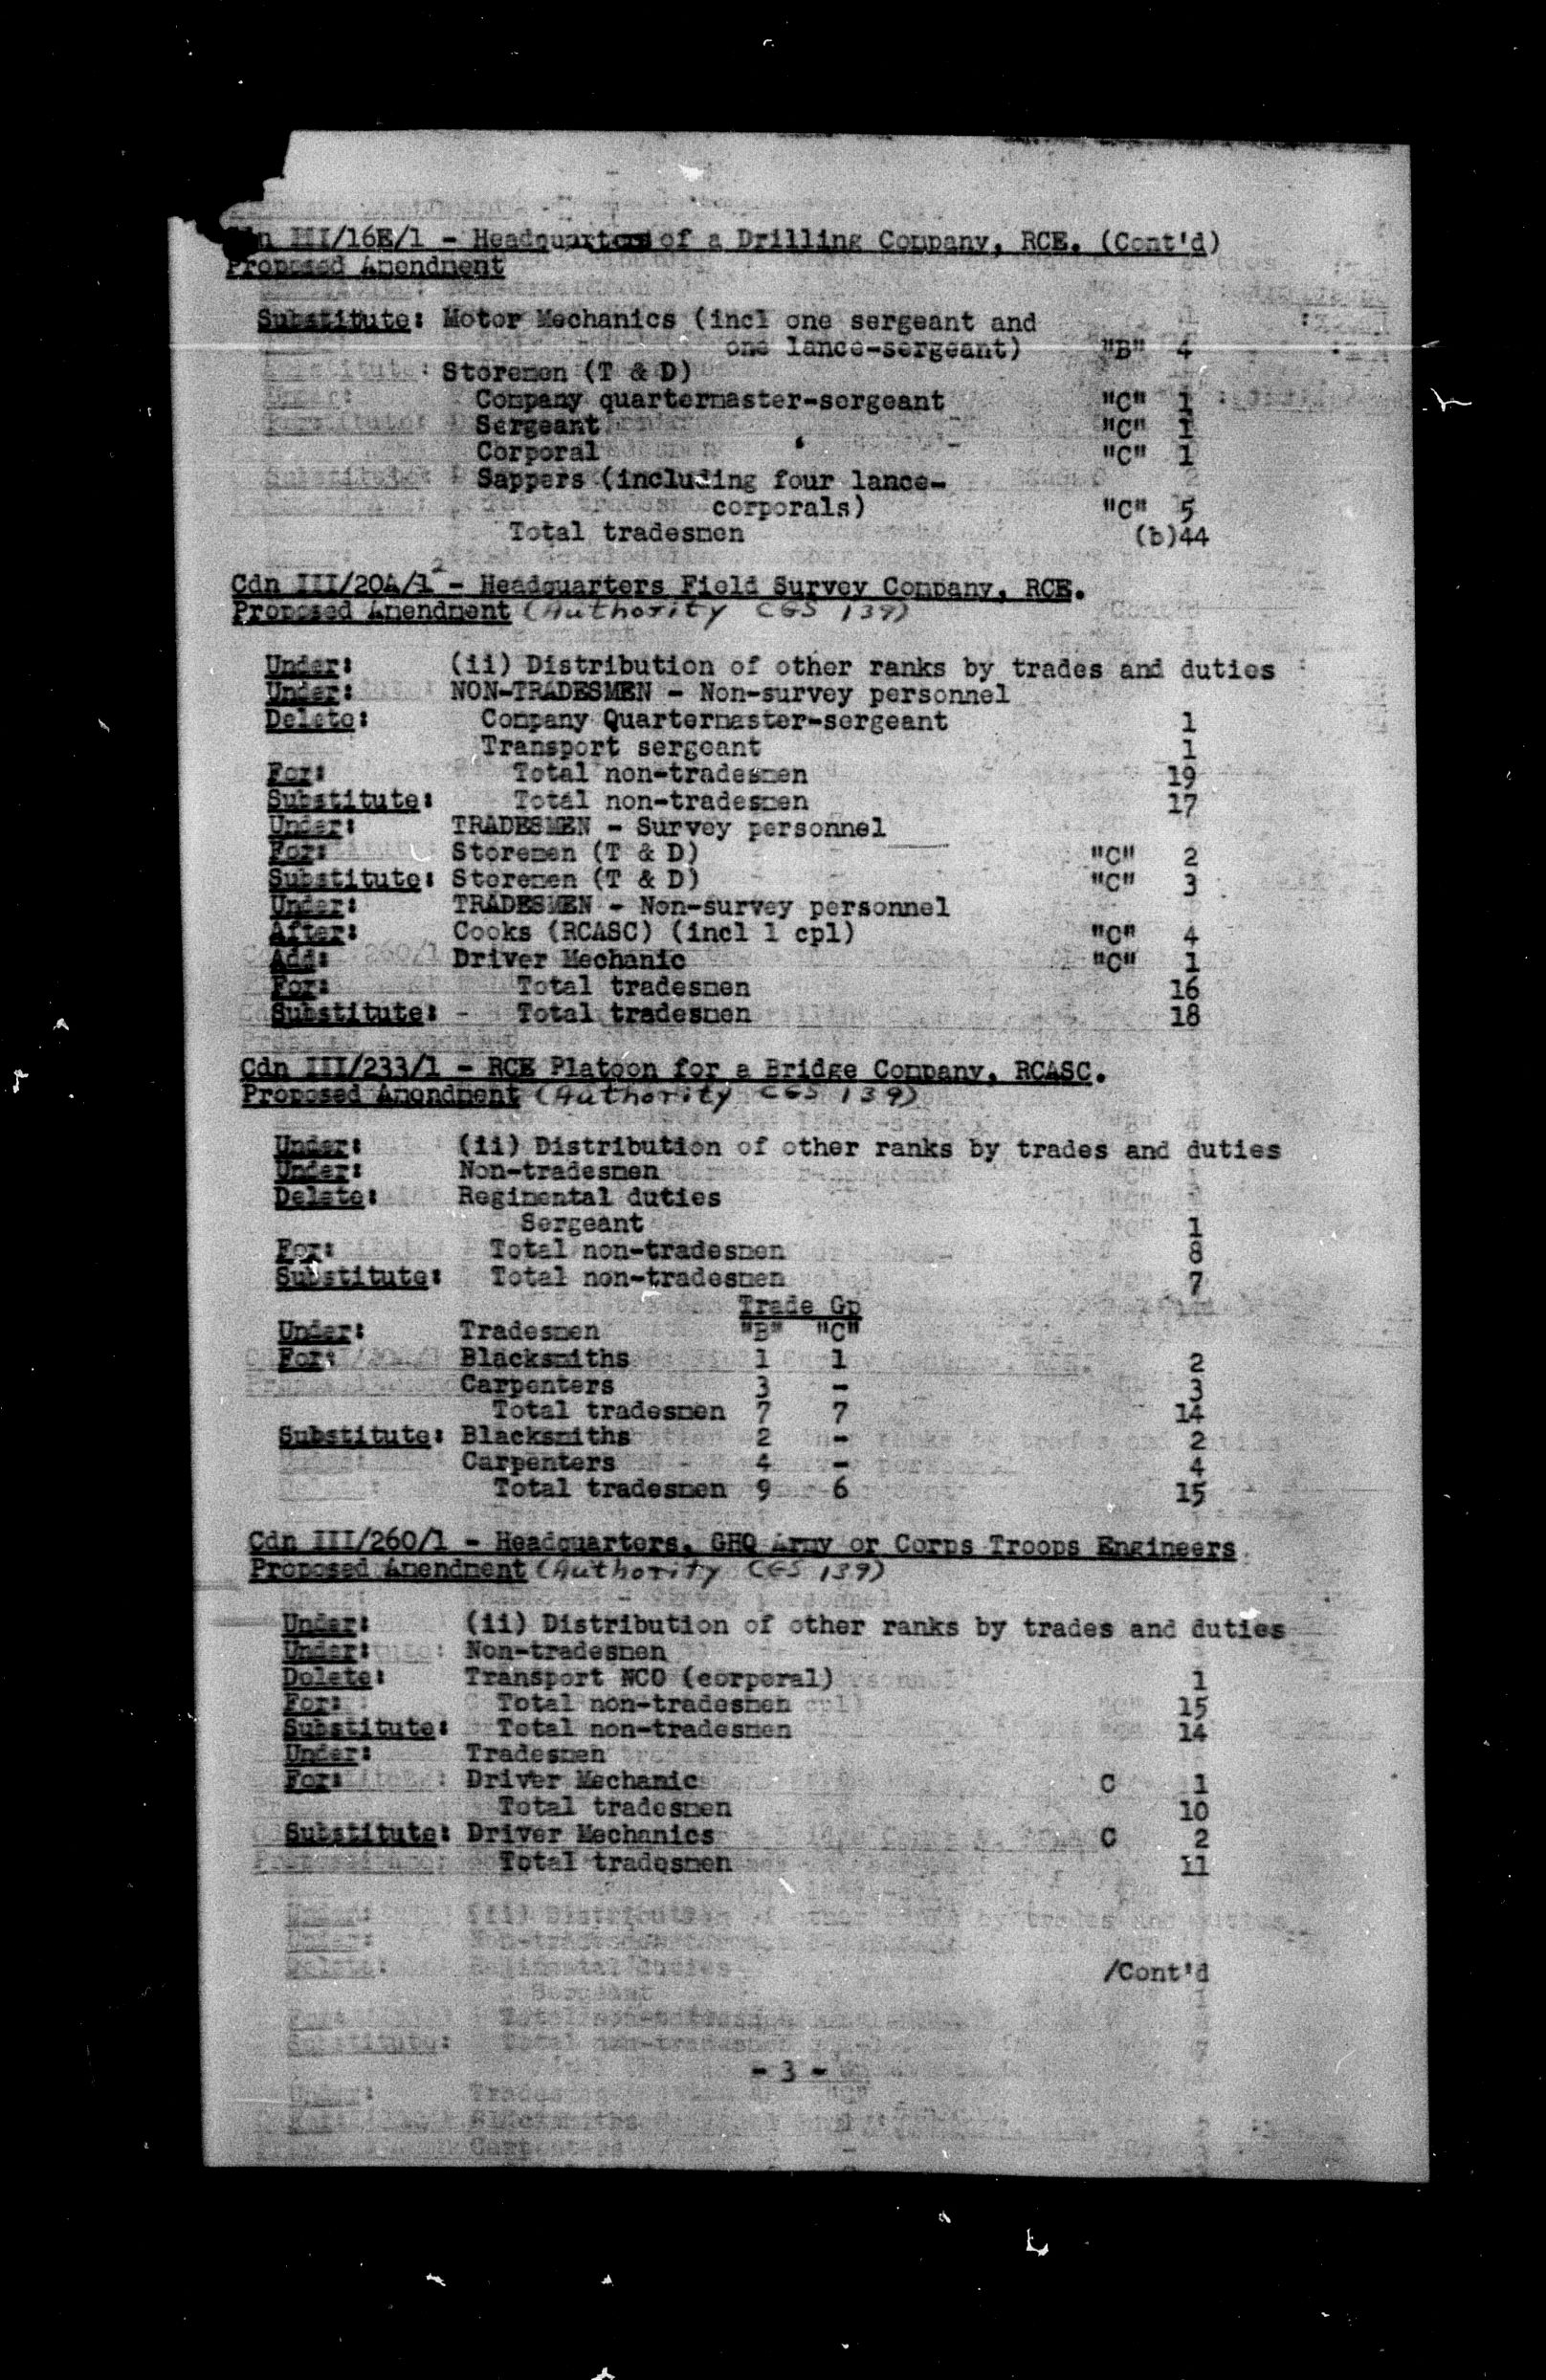 Cdn III/16E/1 - Headquarters of a Drilling Company, RCE. (Cont'd)
Proposed Amendment
Substitute: Motor Mechanics (incl one sergeant and
one lance-sergeant) "B" 4
Storemen (T & D)
Company quartermaster-sergeant "C" 1
Sergeant "C" 1
Corporal "C" 1
Sappers (including four lance-
corporals) "C" 5
Total tradesmen (b)44
Cdn III/20A/1 2 - Headquarters Field Survey Company, RCE.
Proposed Amendment (Authority CGS 139)
Under: (ii) Distribution of other ranks by trades and duties
Under: NON-TRADESMEN - Non-survey personnel
Delete: Company Quartermaster-sergeant 1
Transport sergeant 1
For: Total non-tradesmen 19
Substitute: Total non-tradesmen 17
Under: TRADESMEN - Survey personnel
For: Storemen (T & D) "C" 2
Substitute: Storemen (T & D) "C" 3
Under: TRADESMEN - Non-survey personnel
After: Cooks (RCASC) (incl 1 cpl) "C" 4
Add: Driver Mechanic "C" 1
For: Total tradesmen 16
Substitute: - Total tradesmen 18
Cdn III/233/1 - RCE Platoon for a Bridge Company, RCASC.
Proposed Amendment (Authority CGS 139)
Under: (ii) Distribution of other ranks by trades and duties
Under: Non-tradesmen
Delete: Regimental duties
Sergeant 1
For: Total non-tradesmen 8
Substitute: Total non-tradesmen 7
Trade Gp
Under: Tradesmen "B" "C"
For: Blacksmiths 1 1 2
Carpenters 3 - 3
Total tradesmen 7 7 14
Substitute: Blacksmiths 2 - 2
Carpenters 4 - 4
Total tradesmen 9 6 15
Cdn III/260/1 - Headquarters, GHQ Army or Corps Troops Engineers
Proposed Amendment (Authority CGS 139)
Under: (ii) Distribution of other ranks by trades and duties
Under: Non-tradesmen
Delete: Transport NCO (corporal) 1
For: Total non-tradesmen 15
Substitute: Total non-tradesmen 14
Under: Tradesmen
For: Driver Mechanic C 1
Total tradesmen 10
Substitute: Driver Mechanics C 2
Total tradesmen 11
/Cont'd
- 3 -